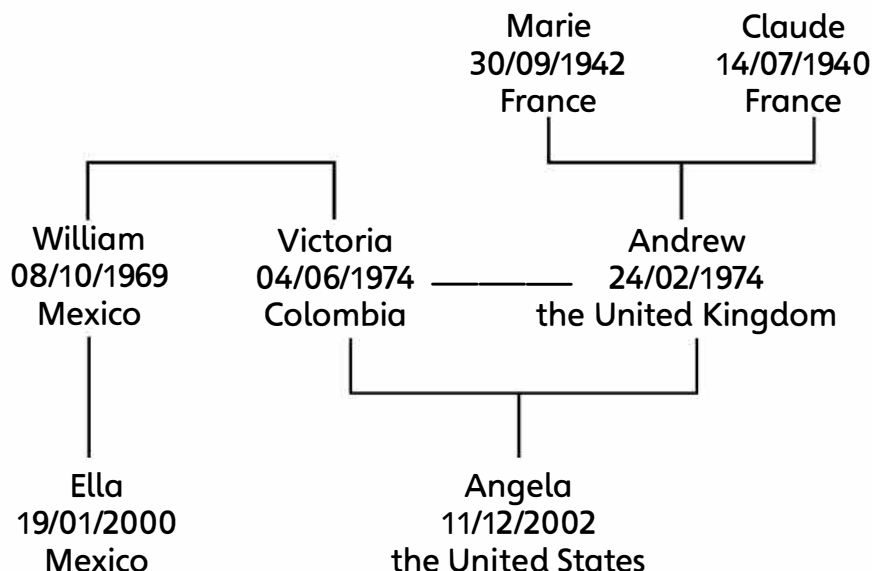 Marie
30/09/1942
France
Claude
14/07/1940
France
William
08/10/1969
Mexico
Victoria
04/06/1974
Colombia
Andrew
24/02/1974
the United Kingdom
Ella
19/01/2000
Mexico
Angela
11/12/2002
the United States